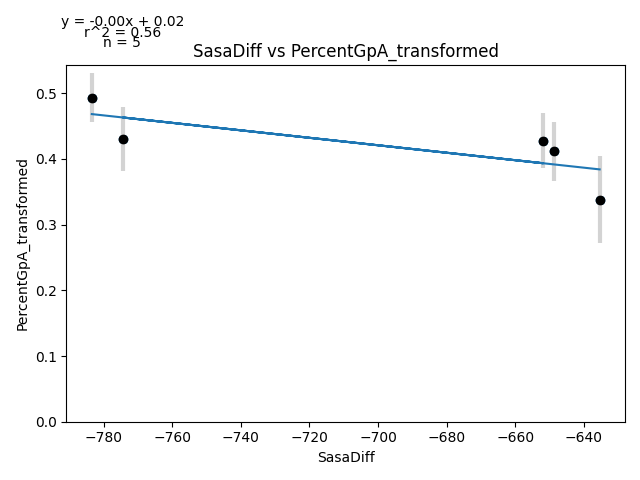 y = -0.00x + 0.02
r^2 = 0.56
n = 5
SasaDiff vs PercentGpA_transformed
0.5
0.4
0.3
0.2
0.1
0.0
PercentGpA_transformed
−780
−760
−740
−720
−700
−680
−660
−640
SasaDiff